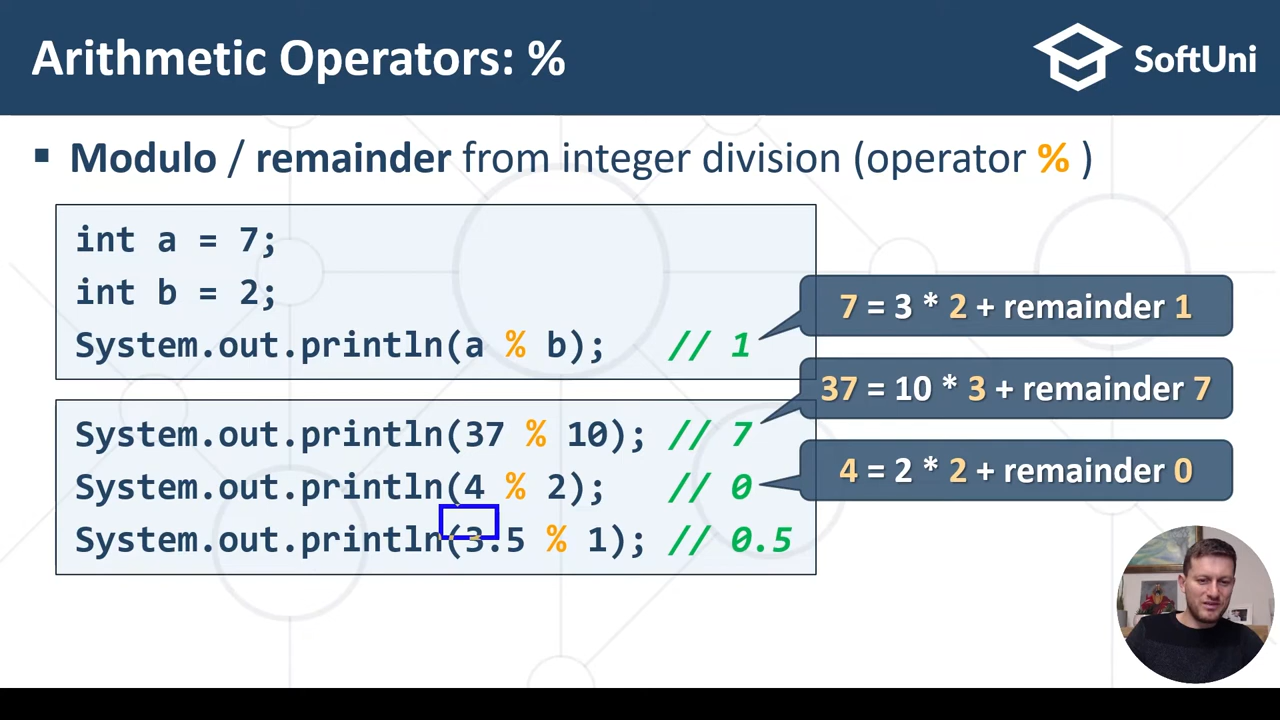 Arithmetic Operators: %
SoftUni
▪ Modulo / remainder from integer division (operator % )
int a = 7;
int b = 2;
System.out.println(a % b);   // 1
7 = 3 * 2 + remainder 1
37 = 10 * 3 + remainder 7
System.out.println(37 % 10); // 7
System.out.println(4 % 2);   // 0
4 = 2 * 2 + remainder 0
System.out.println(3.5 % 1); // 0.5